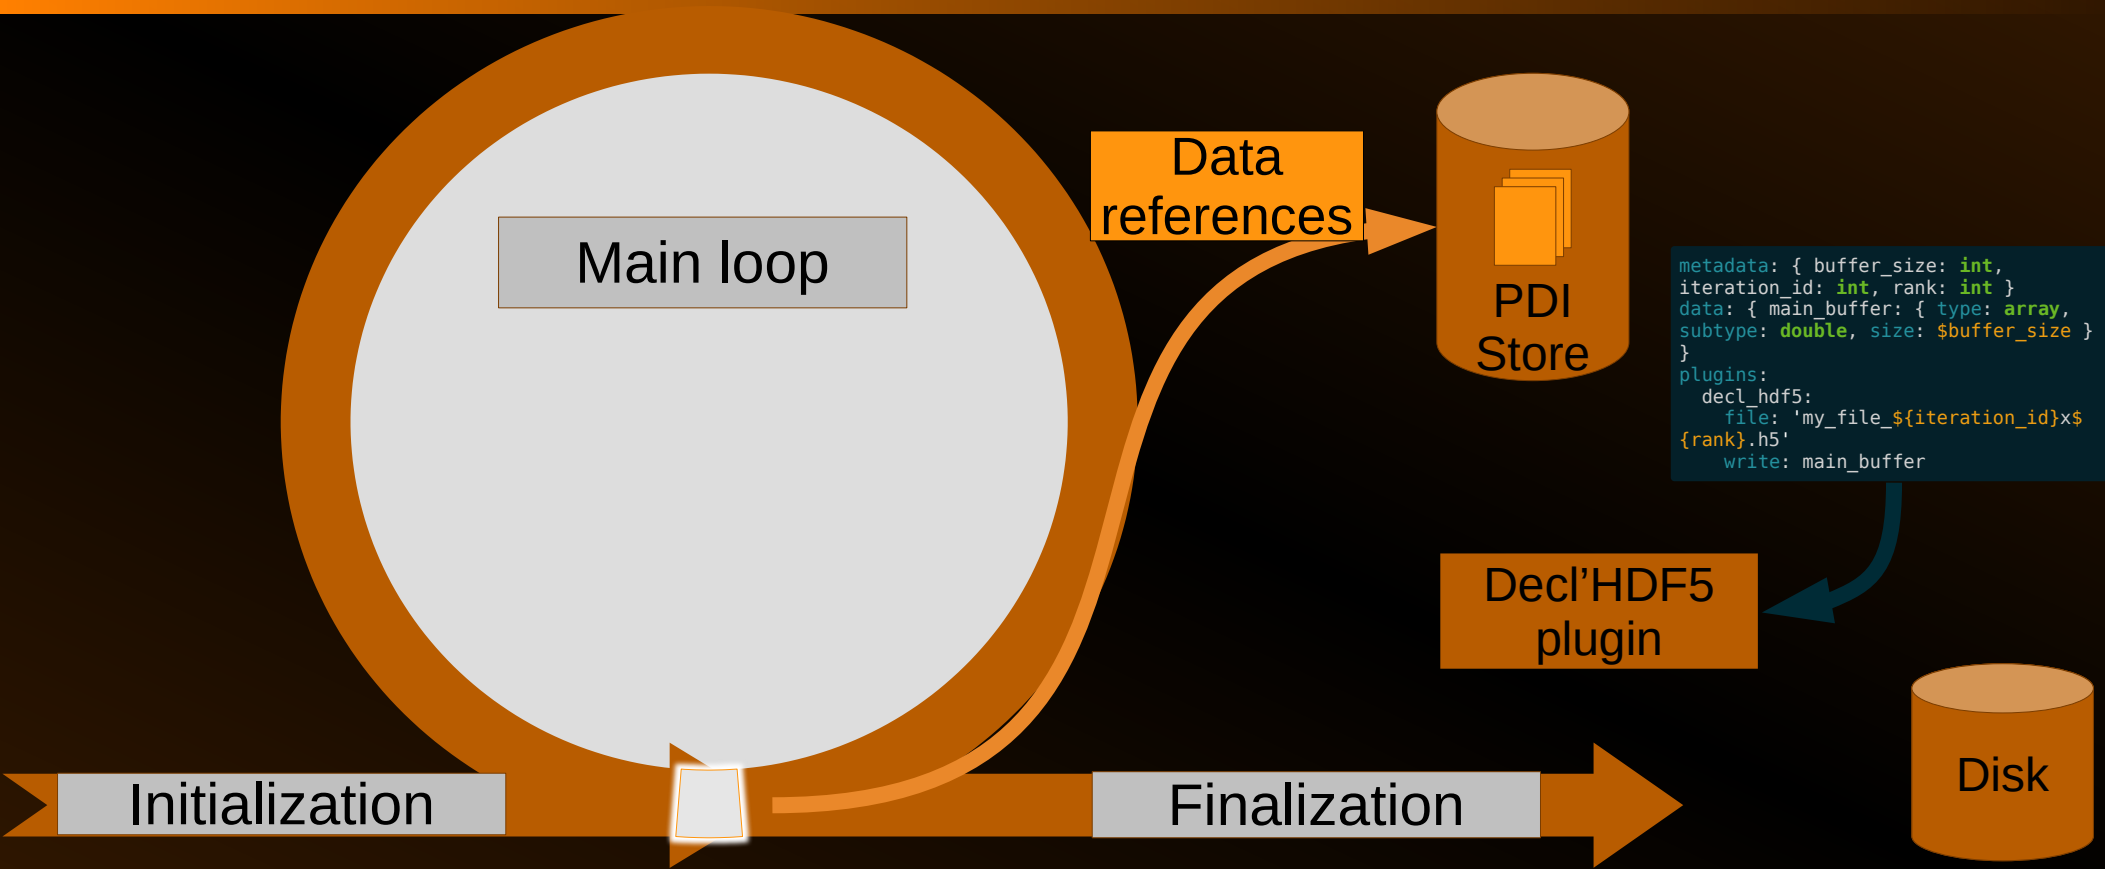 Main loop
Data
references
PDI
Store
metadata: { buffer_size: int,
iteration_id: int, rank: int }
data: { main_buffer: { type: array,
subtype: double, size: $buffer_size }
}
plugins:
  decl_hdf5:
    file: 'my_file_${iteration_id}x$
{rank}.h5'
    write: main_buffer
Decl’HDF5
plugin
Disk
Initialization
Finalization